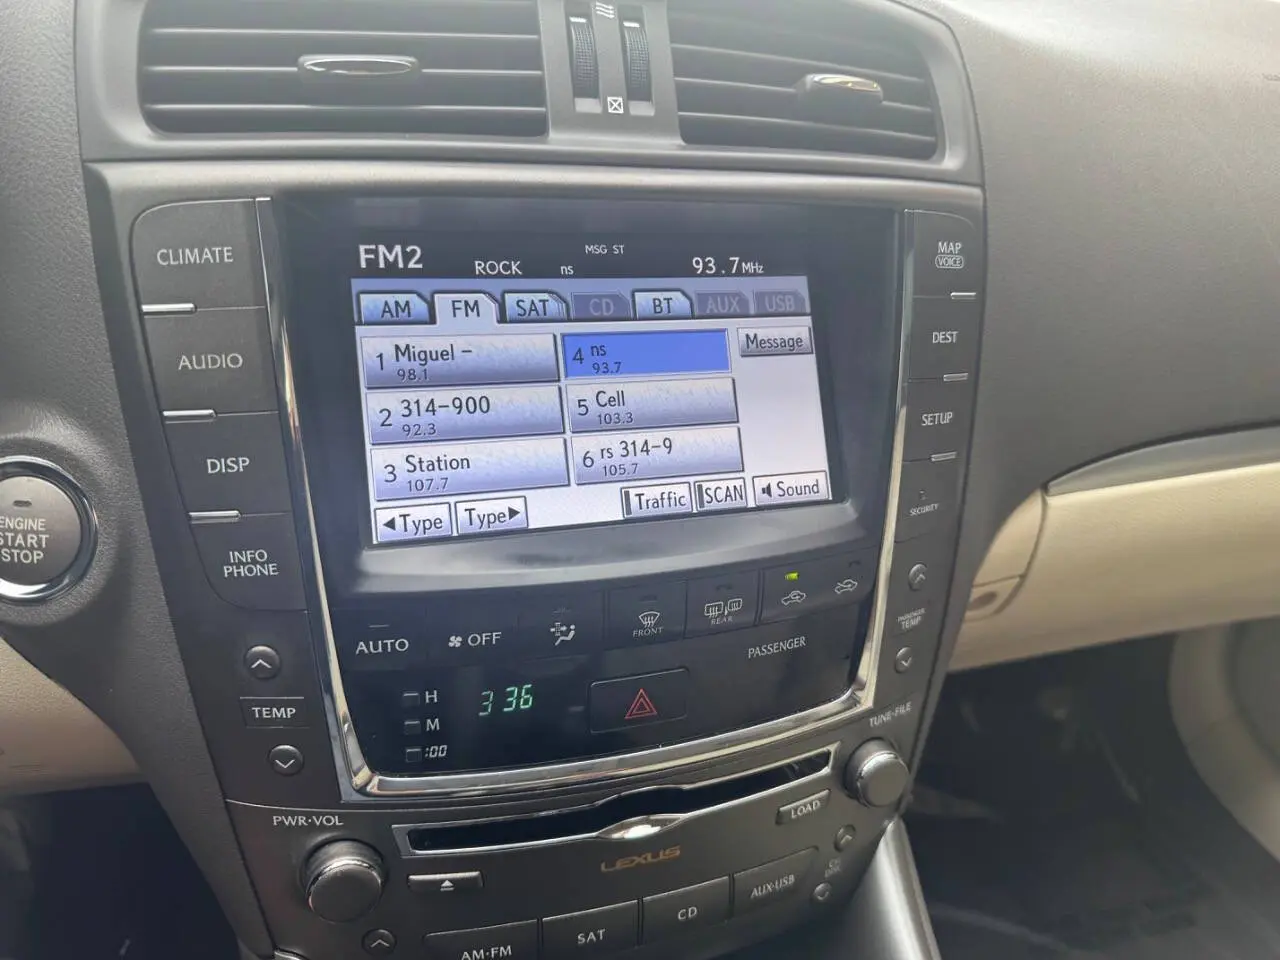 FM2
MSG ST
ROCK
ns
93.7MHz
AM
FM
SAT
CD
BT
AUX
USB
1 Miguel -
98.1
4 ns
93.7
Message
2 314-900
92.3
5 Cell
103.3
3 Station
107.7
6 rs 314-9
105.7
Type
Type
Traffic
SCAN
Sound
CLIMATE
AUDIO
DISP
INFO
PHONE
MAP
VOICE
DEST
SETUP
SECURITY
ENGINE
START
STOP
AUTO
OFF
FRONT
REAR
PASSENGER
PASSENGER
TEMP
TEMP
H
M
:00
3 36
TUNE·FILE
PWR·VOL
LOAD
LEXUS
AM·FM
SAT
CD
AUX·USB